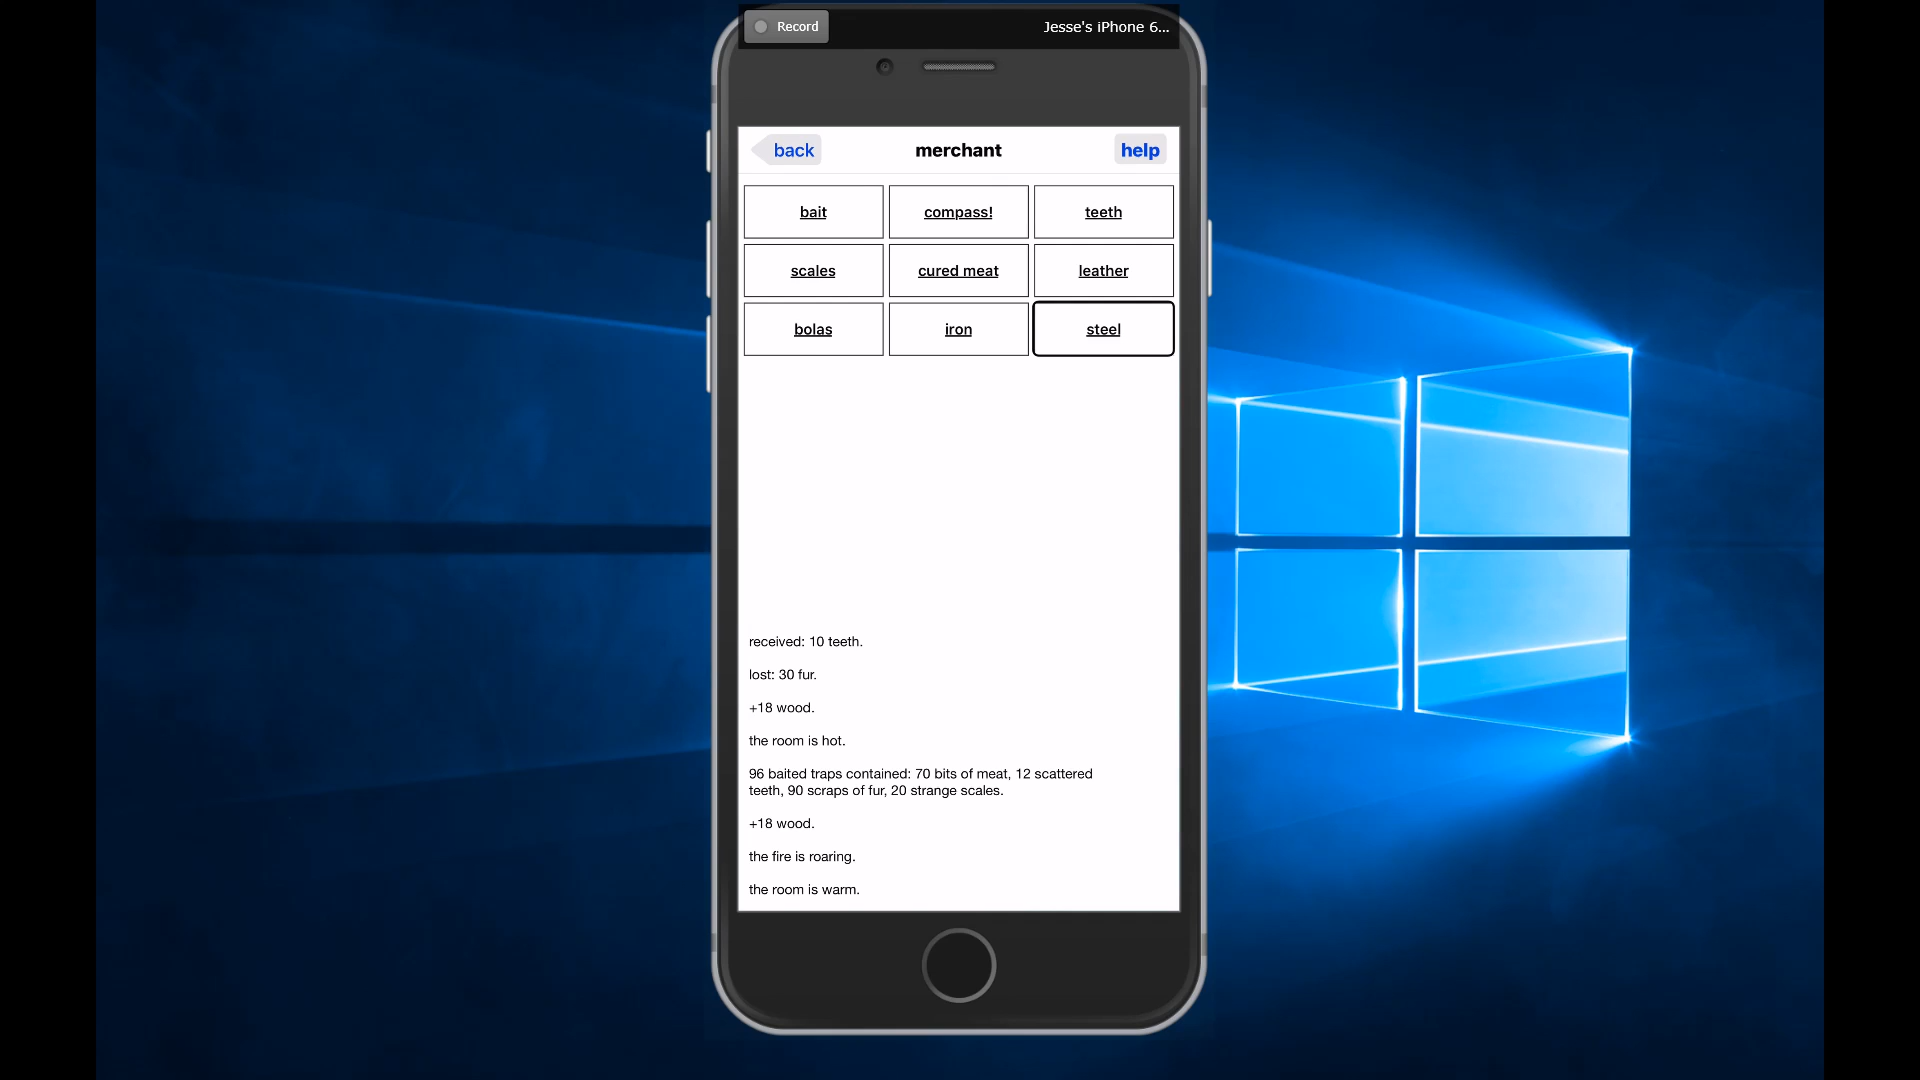 Record
Jesse's iPhone 6...
back
merchant
help
bait
compass!
teeth
scales
cured meat
leather
bolas
iron
steel
received: 10 teeth.
lost: 30 fur.
+18 wood.
the room is hot.
96 baited traps contained: 70 bits of meat, 12 scattered
teeth, 90 scraps of fur, 20 strange scales.
+18 wood.
the fire is roaring.
the room is warm.